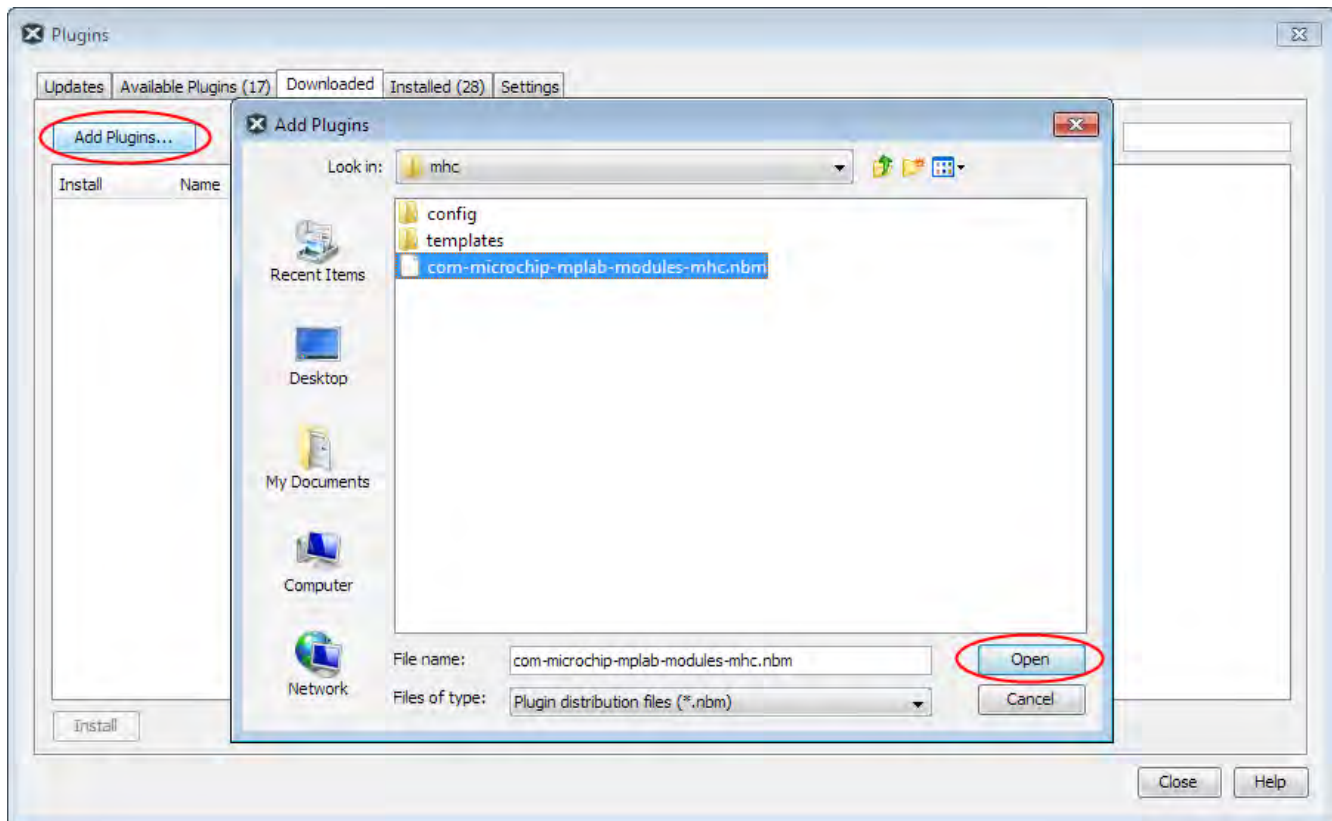 Plugins
Updates Available Plugins (17) Downloaded Installed (28) Settings
Add Plugins...
Install Name
Install
Add Plugins
Look in: mhc
Recent Items
Desktop
My Documents
Computer
Network
config
templates
com-microchip-mplab-modules-mhc.nbm
File name: com-microchip-mplab-modules-mhc.nbm Open
Files of type: Plugin distribution files (*.nbm) Cancel
Close Help